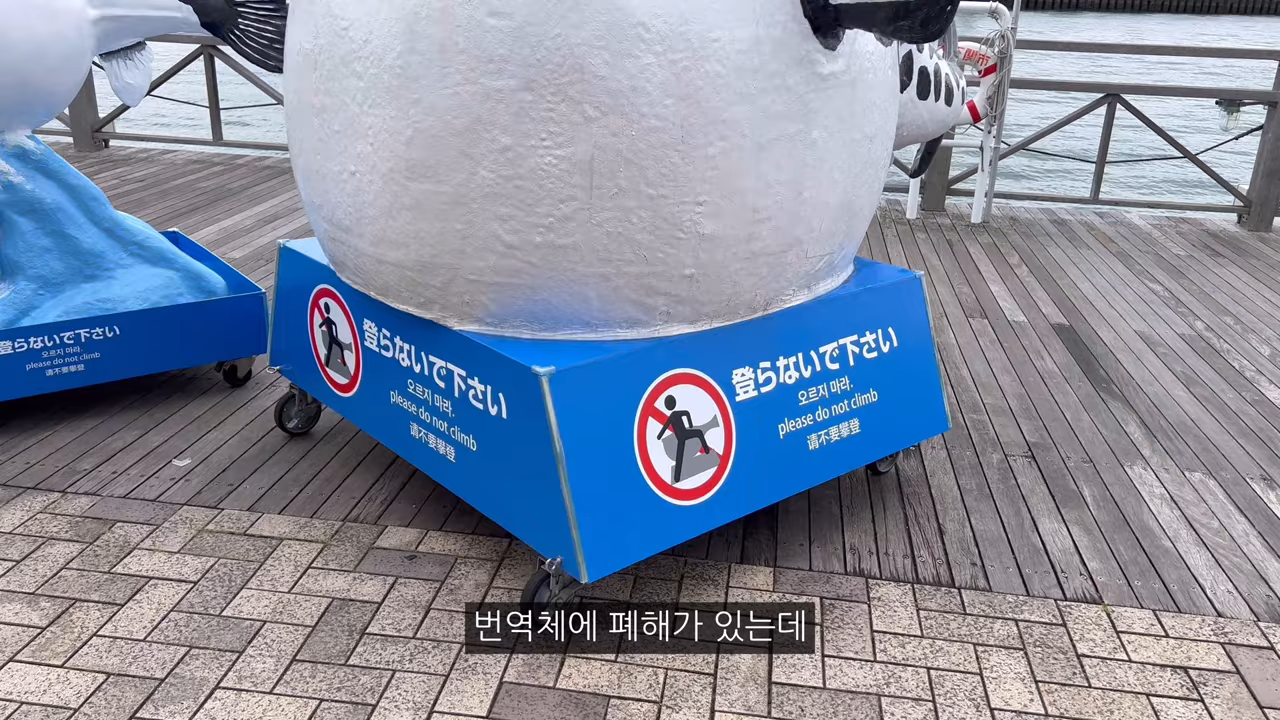 登らないで下さい
오르지 마라.
please do not climb
请不要攀登
登らないで下さい
오르지 마라.
please do not climb
请不要攀登
登らないで下さい
오르지 마라.
please do not climb
请不要攀登
번역체에 폐해가 있는데